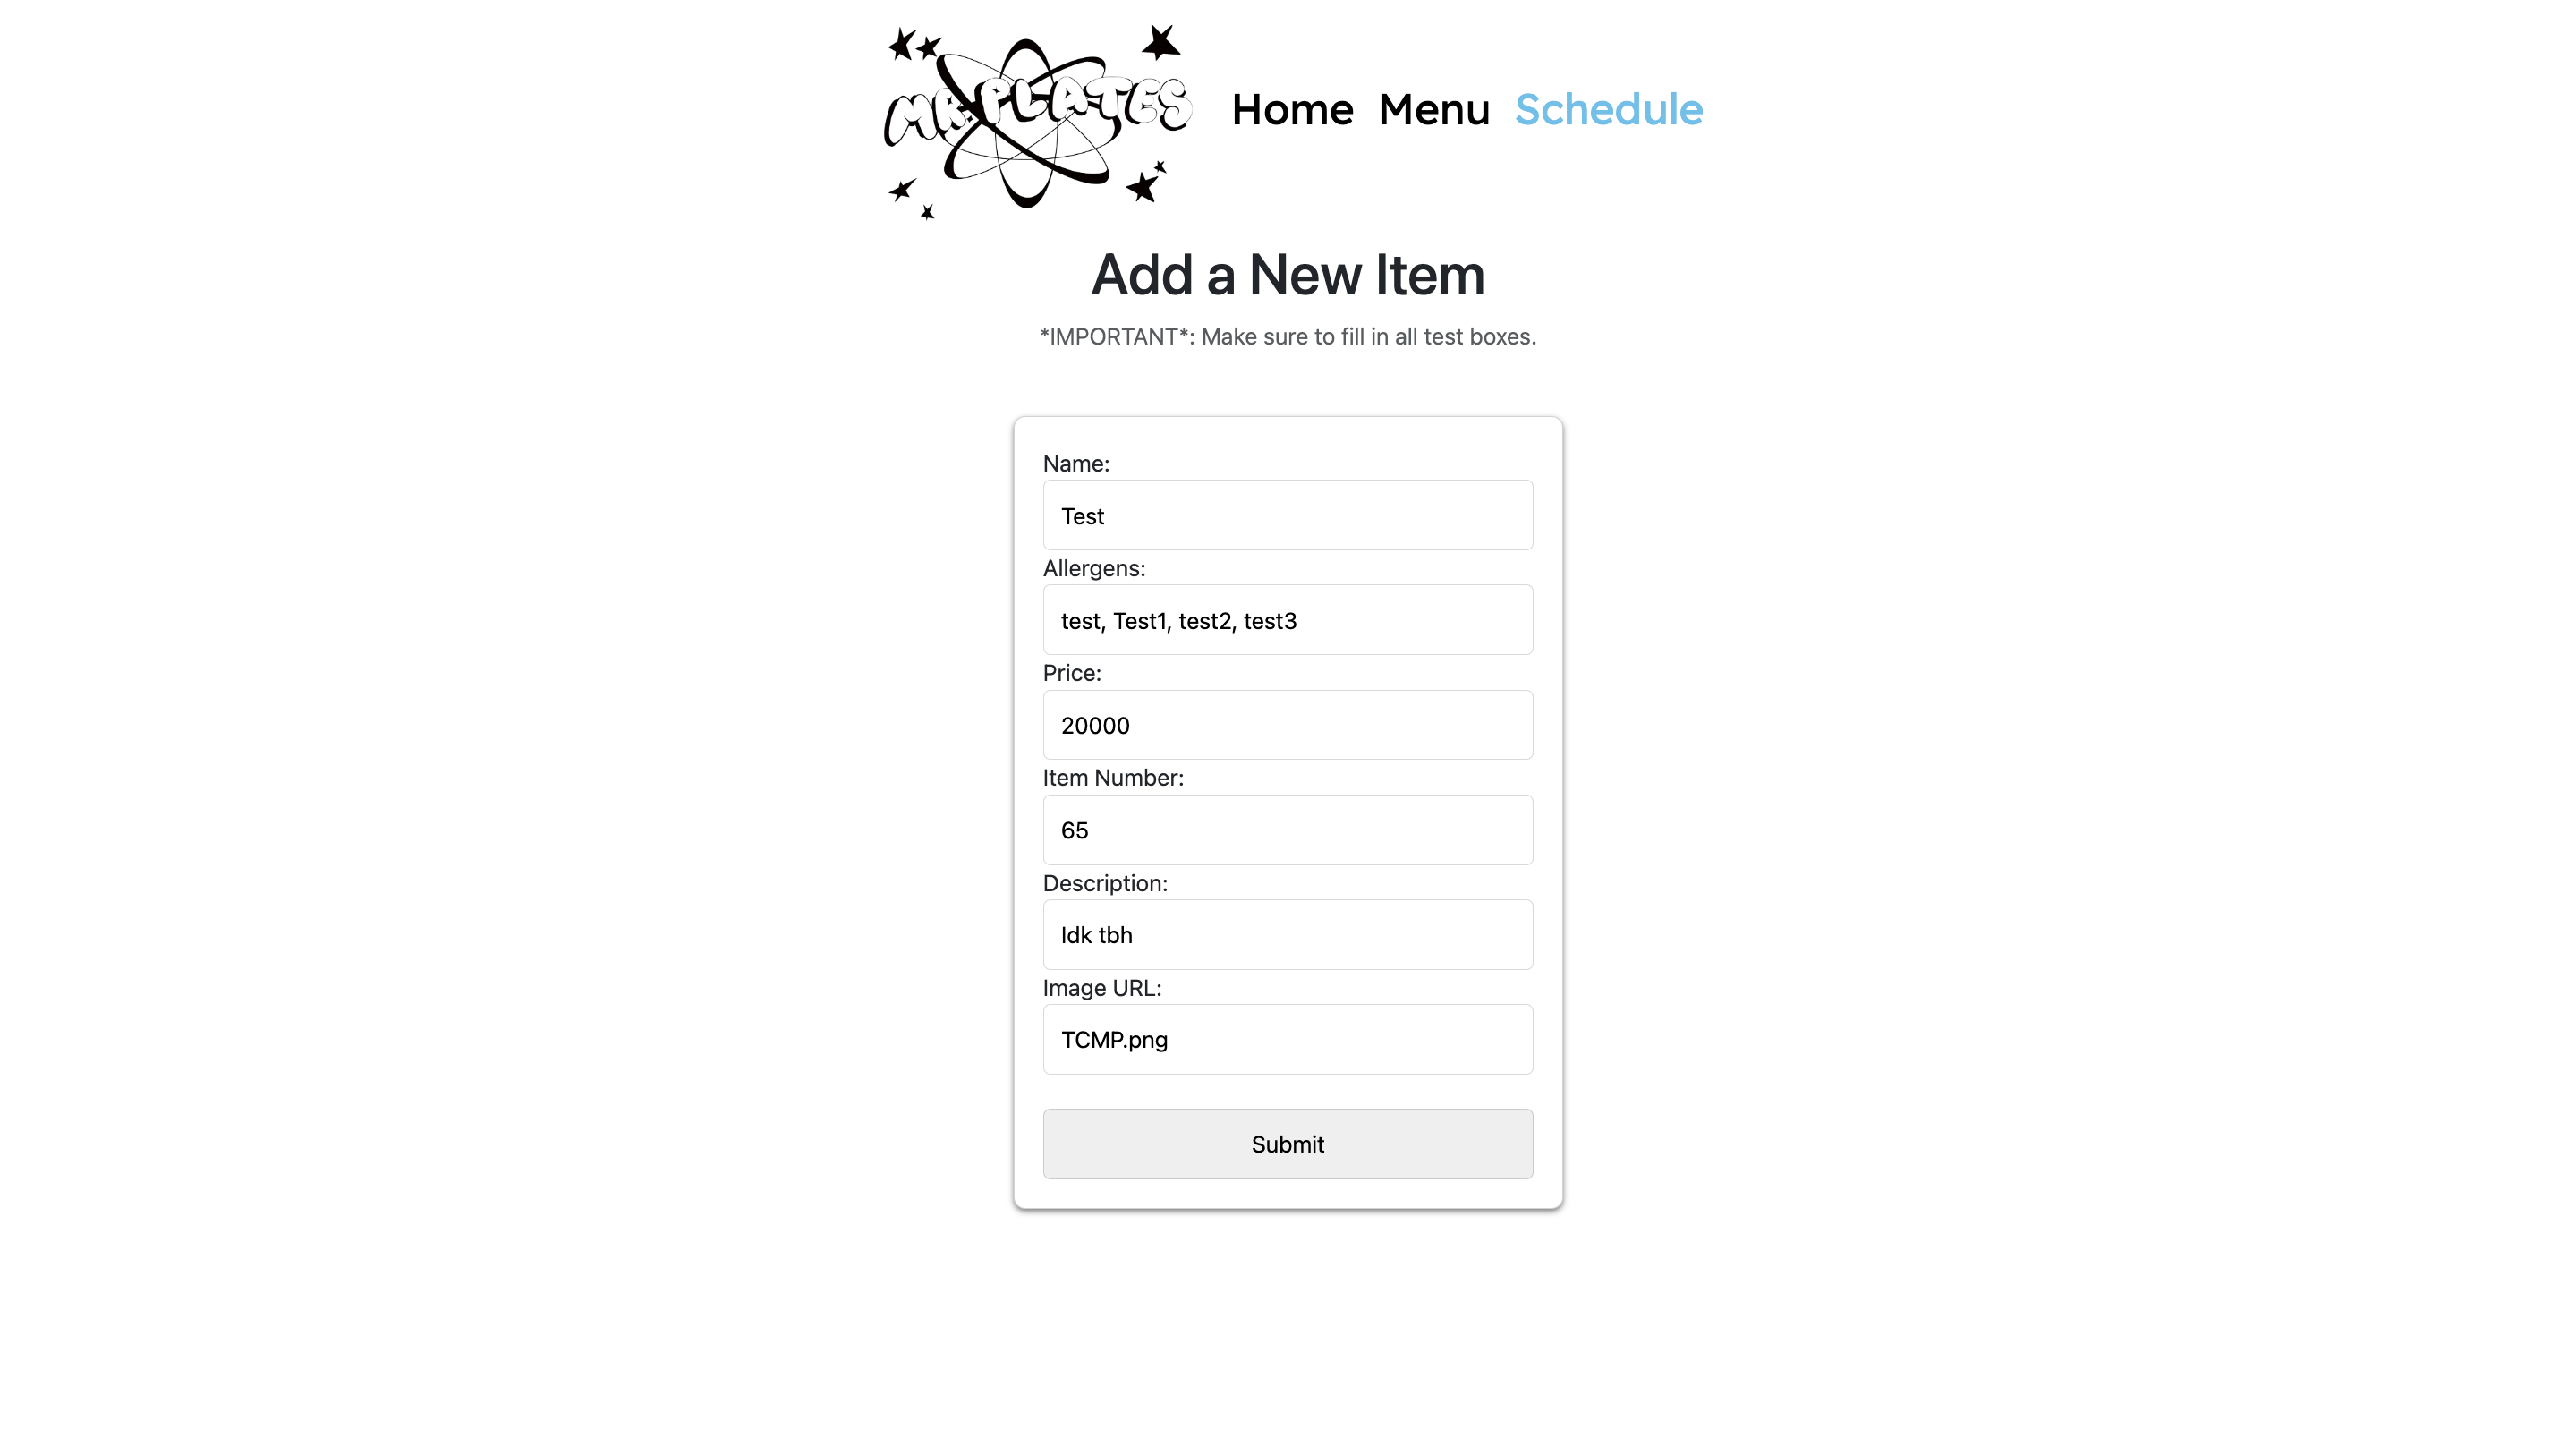 MR. PLATES
Home Menu Schedule
Add a New Item
*IMPORTANT*: Make sure to fill in all test boxes.
Name:
Test
Allergens:
test, Test1, test2, test3
Price:
20000
Item Number:
65
Description:
Idk tbh
Image URL:
TCMP.png
Submit